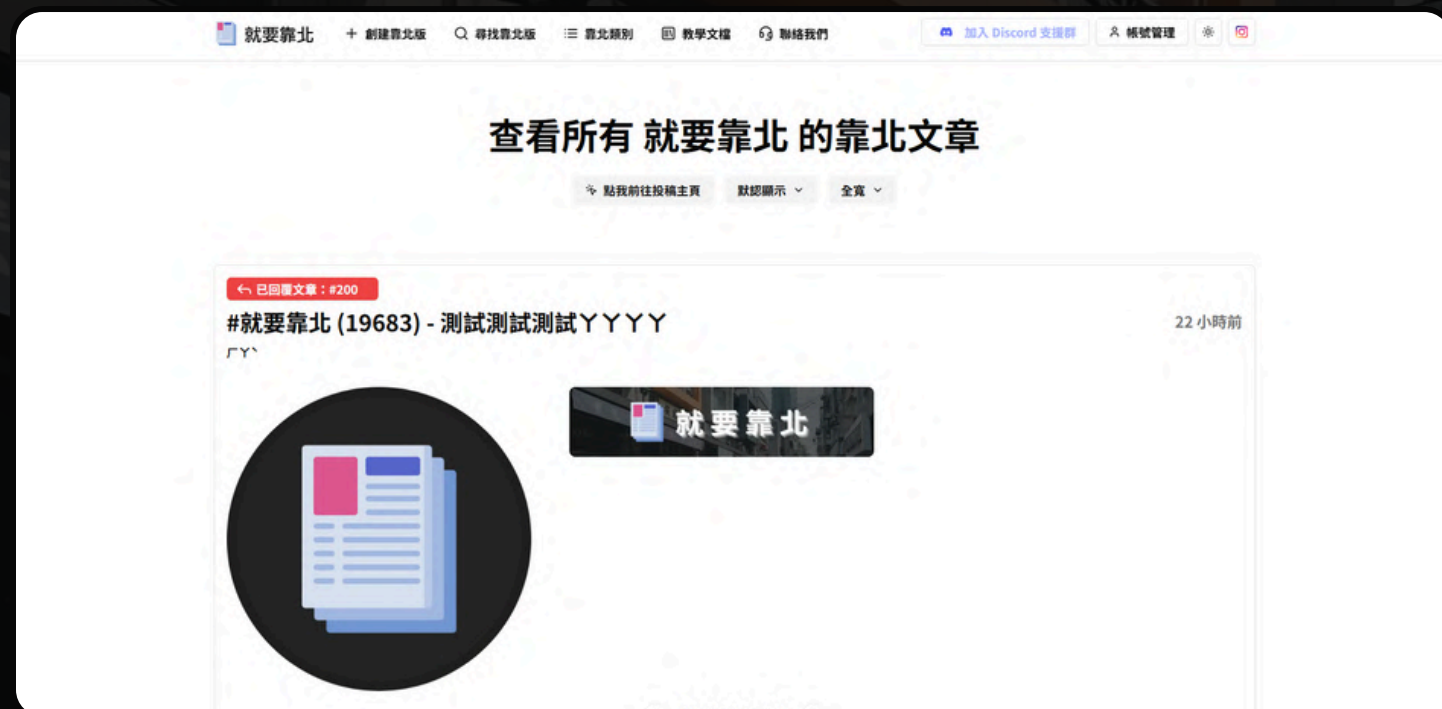 就要靠北
創建靠北版
尋找靠北版
靠北類別
教學文檔
聯絡我們
加入 Discord 支援群
帳號管理
查看所有 就要靠北 的靠北文章
點我前往投稿主頁
默認顯示
全寬
已回覆文章：#200
#就要靠北 (19683) - 測試測試測試ㄚㄚㄚㄚ
22 小時前
ㄏㄚˋ
就要靠北